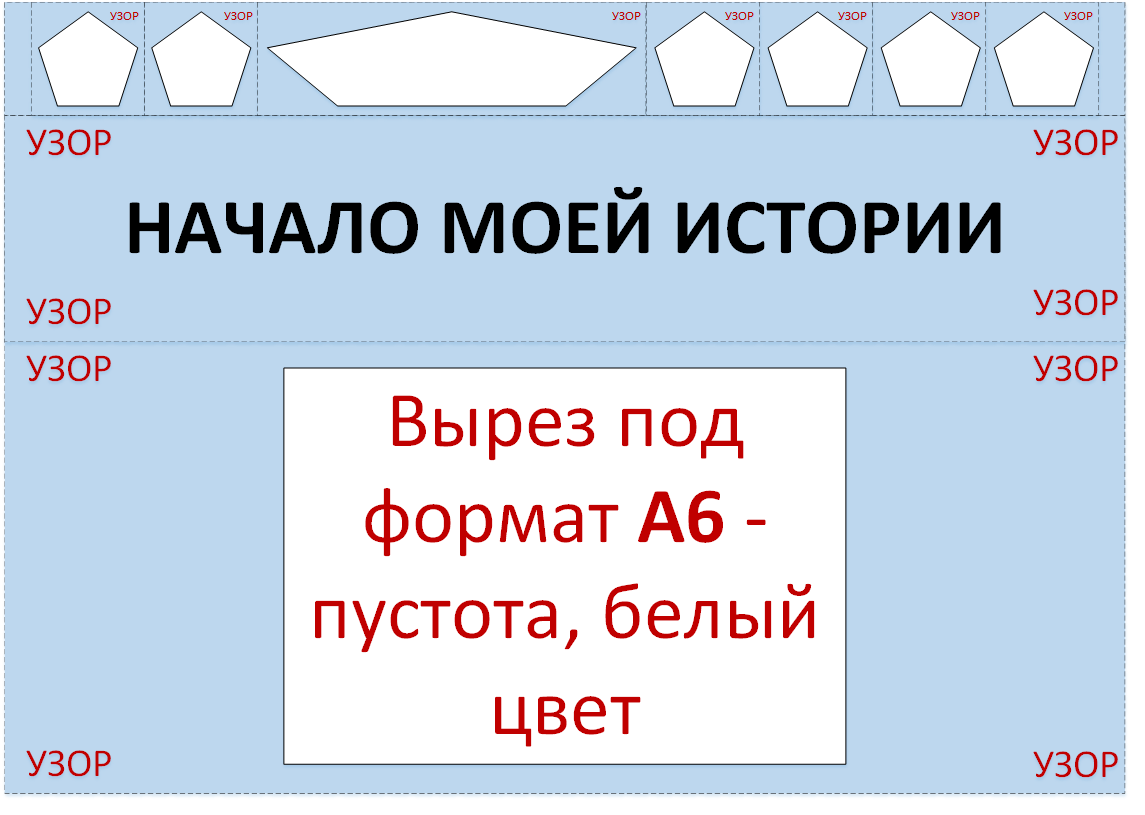 УЗОР УЗОР УЗОР УЗОР УЗОР УЗОР УЗОР
УЗОР УЗОР
НАЧАЛО МОЕЙ ИСТОРИИ
УЗОР УЗОР
УЗОР УЗОР
Вырез под
формат А6 -
пустота, белый
цвет
УЗОР УЗОР